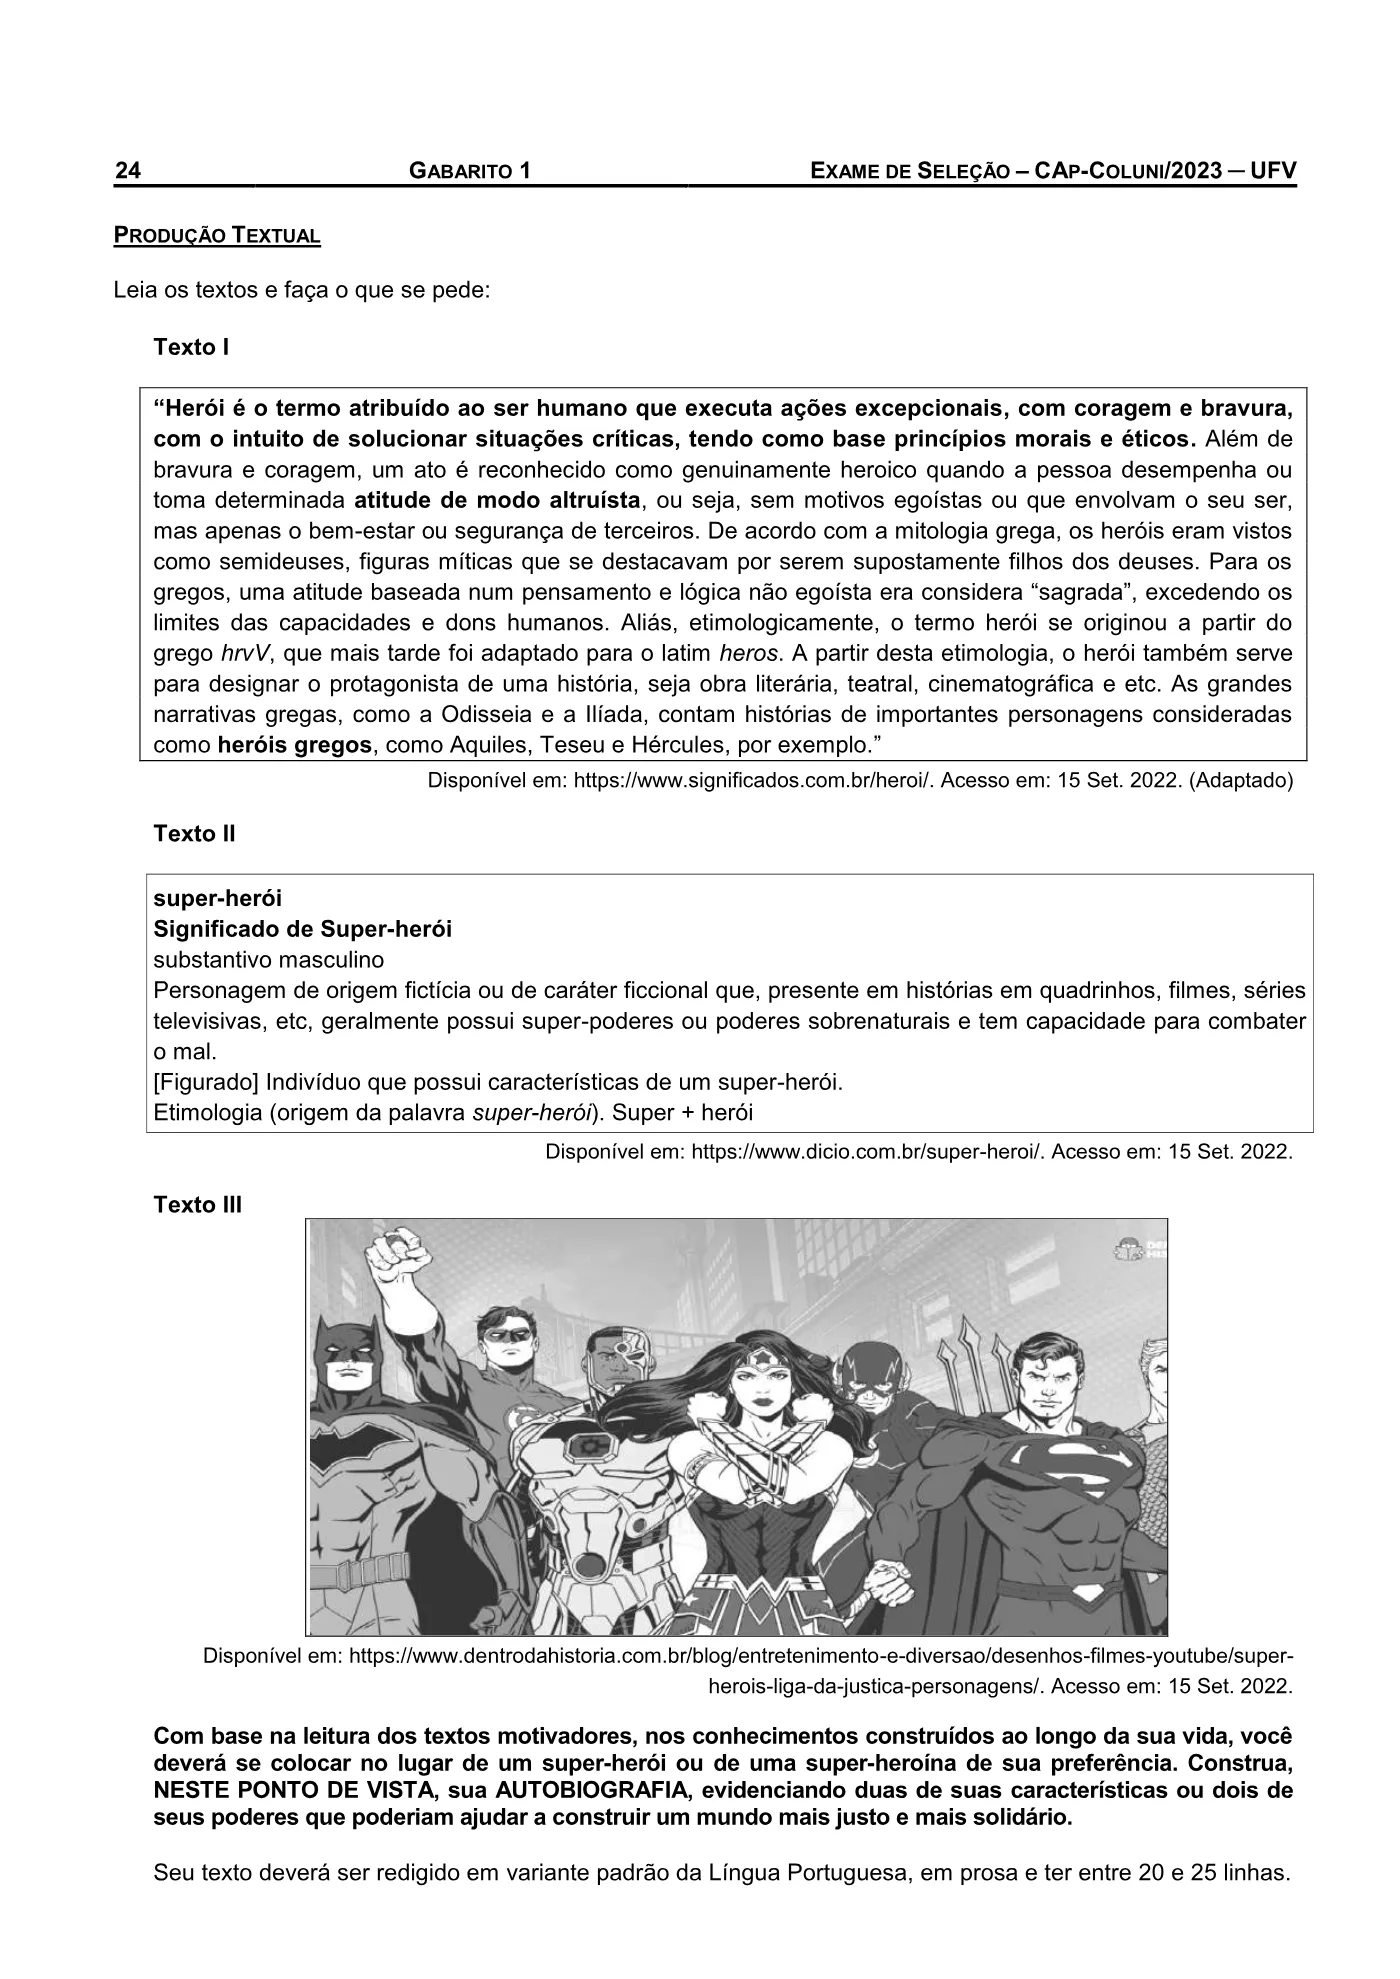 24 GABARITO 1 EXAME DE SELEÇÃO – CAP-COLUNI/2023 — UFV
PRODUÇÃO TEXTUAL
Leia os textos e faça o que se pede:
Texto I
“Herói é o termo atribuído ao ser humano que executa ações excepcionais, com coragem e bravura,
com o intuito de solucionar situações críticas, tendo como base princípios morais e éticos. Além de
bravura e coragem, um ato é reconhecido como genuinamente heroico quando a pessoa desempenha ou
toma determinada atitude de modo altruísta, ou seja, sem motivos egoístas ou que envolvam o seu ser,
mas apenas o bem-estar ou segurança de terceiros. De acordo com a mitologia grega, os heróis eram vistos
como semideuses, figuras míticas que se destacavam por serem supostamente filhos dos deuses. Para os
gregos, uma atitude baseada num pensamento e lógica não egoísta era considera “sagrada”, excedendo os
limites das capacidades e dons humanos. Aliás, etimologicamente, o termo herói se originou a partir do
grego hrvV, que mais tarde foi adaptado para o latim heros. A partir desta etimologia, o herói também serve
para designar o protagonista de uma história, seja obra literária, teatral, cinematográfica e etc. As grandes
narrativas gregas, como a Odisseia e a Ilíada, contam histórias de importantes personagens consideradas
como heróis gregos, como Aquiles, Teseu e Hércules, por exemplo.”
Disponível em: https://www.significados.com.br/heroi/. Acesso em: 15 Set. 2022. (Adaptado)
Texto II
super-herói
Significado de Super-herói
substantivo masculino
Personagem de origem fictícia ou de caráter ficcional que, presente em histórias em quadrinhos, filmes, séries
televisivas, etc, geralmente possui super-poderes ou poderes sobrenaturais e tem capacidade para combater
o mal.
[Figurado] Indivíduo que possui características de um super-herói.
Etimologia (origem da palavra super-herói). Super + herói
Disponível em: https://www.dicio.com.br/super-heroi/. Acesso em: 15 Set. 2022.
Texto III
Disponível em: https://www.dentrodahistoria.com.br/blog/entretenimento-e-diversao/desenhos-filmes-youtube/super-
herois-liga-da-justica-personagens/. Acesso em: 15 Set. 2022.
Com base na leitura dos textos motivadores, nos conhecimentos construídos ao longo da sua vida, você
deverá se colocar no lugar de um super-herói ou de uma super-heroína de sua preferência. Construa,
NESTE PONTO DE VISTA, sua AUTOBIOGRAFIA, evidenciando duas de suas características ou dois de
seus poderes que poderiam ajudar a construir um mundo mais justo e mais solidário.
Seu texto deverá ser redigido em variante padrão da Língua Portuguesa, em prosa e ter entre 20 e 25 linhas.